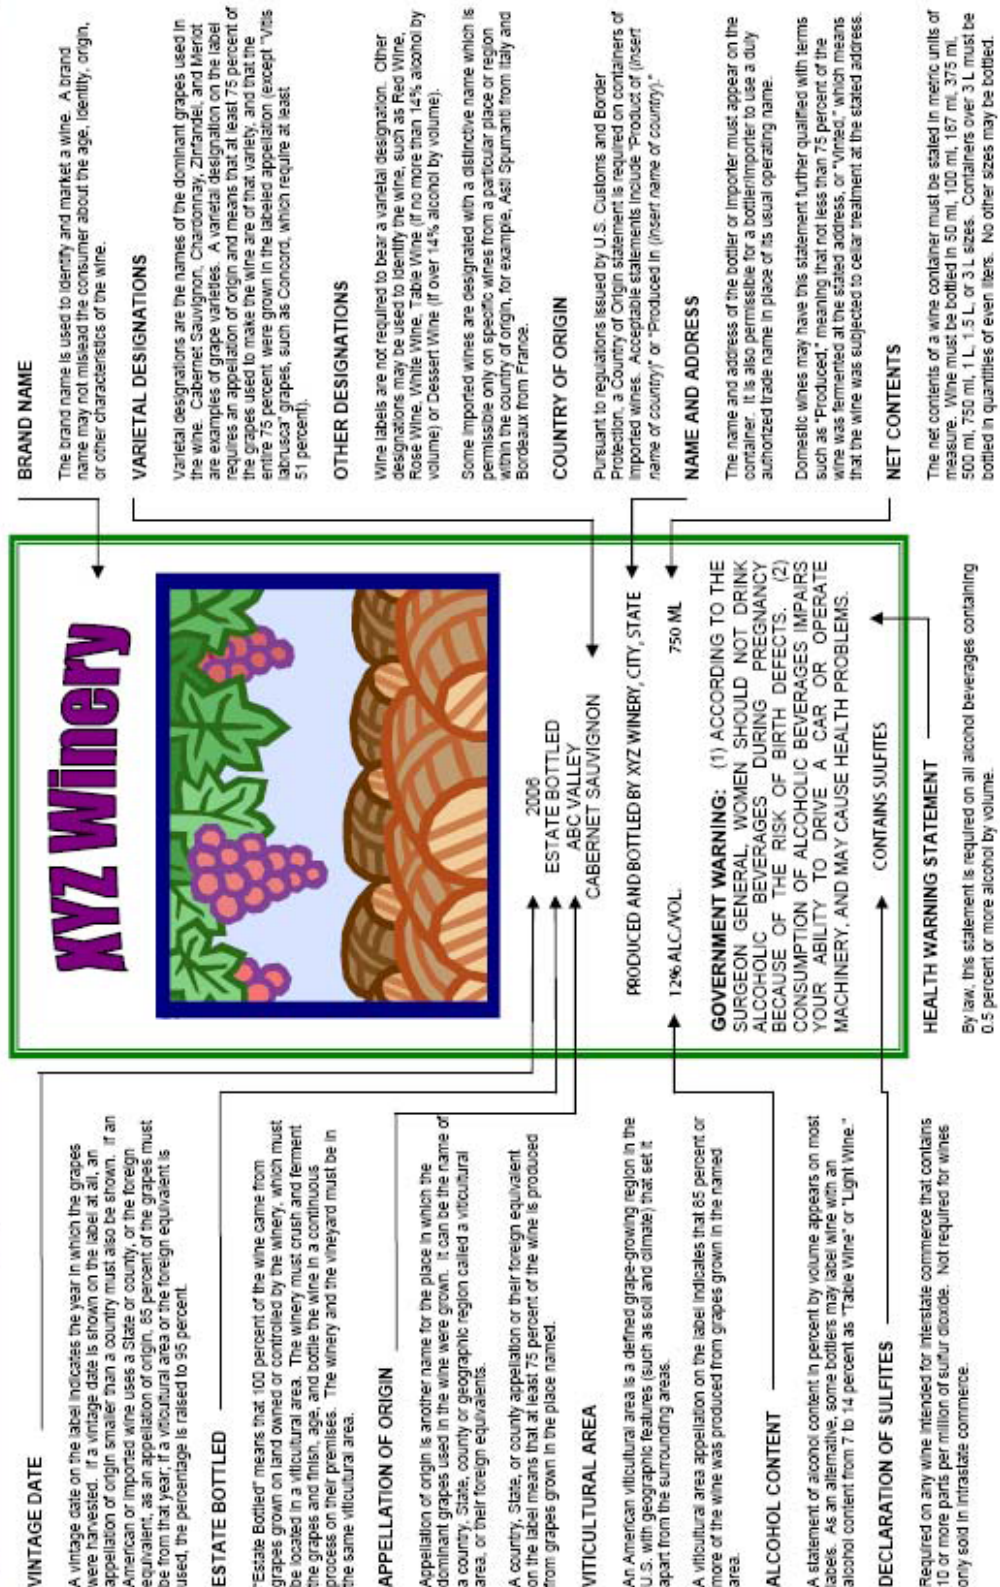 VINTAGE DATE
A vintage date on the label indicates the year in which the grapes
were harvested. If a vintage date is shown on the label at all, an
appellation of origin smaller than a country must also be shown. If an
American or imported wine uses a State or county, or the foreign
equivalent, as an appellation of origin, 85 percent of the grapes must
be from that year; if a viticultural area or the foreign equivalent is
used, the percentage is raised to 95 percent.
ESTATE BOTTLED
"Estate Bottled" means that 100 percent of the wine came from
grapes grown on land owned or controlled by the winery, which must
be located in a viticultural area. The winery must crush and ferment
the grapes and finish, age, and bottle the wine in a continuous
process on their premises. The winery and the vineyard must be in
the same viticultural area.
APPELLATION OF ORIGIN
Appellation of origin is another name for the place in which the
dominant grapes used in the wine were grown. It can be the name of
a country, State, county or geographic region called a viticultural
area, or their foreign equivalents.
A country, State, or county appellation or their foreign equivalent
on the label means that at least 75 percent of the wine is produced
from grapes grown in the place named.
VITICULTURAL AREA
An American viticultural area is a defined grape-growing region in the
U.S. with geographic features (such as soil and climate) that set it
apart from the surrounding areas.
A viticultural area appellation on the label indicates that 85 percent or
more of the wine was produced from grapes grown in the named
area.
ALCOHOL CONTENT
A statement of alcohol content in percent by volume appears on most
labels. As an alternative, some bottlers may label wine with an
alcohol content from 7 to 14 percent as "Table Wine" or "Light Wine."
DECLARATION OF SULFITES
Required on any wine intended for interstate commerce that contains
10 or more parts per million of sulfur dioxide. Not required for wines
only sold in intrastate commerce.
XYZ Winery
2006
ESTATE BOTTLED
ABC VALLEY
CABERNET SAUVIGNON
PRODUCED AND BOTTLED BY XYZ WINERY, CITY, STATE
12% ALC./VOL. 750 ML
GOVERNMENT WARNING: (1) ACCORDING TO THE
SURGEON GENERAL, WOMEN SHOULD NOT DRINK
ALCOHOLIC BEVERAGES DURING PREGNANCY
BECAUSE OF THE RISK OF BIRTH DEFECTS. (2)
CONSUMPTION OF ALCOHOLIC BEVERAGES IMPAIRS
YOUR ABILITY TO DRIVE A CAR OR OPERATE
MACHINERY, AND MAY CAUSE HEALTH PROBLEMS.
CONTAINS SULFITES
HEALTH WARNING STATEMENT
By law, this statement is required on all alcohol beverages containing
0.5 percent or more alcohol by volume.
BRAND NAME
The brand name is used to identify and market a wine. A brand
name may not mislead the consumer about the age, identity, origin,
or other characteristics of the wine.
VARIETAL DESIGNATIONS
Varietal designations are the names of the dominant grapes used in
the wine. Cabernet Sauvignon, Chardonnay, Zinfandel, and Merlot
are examples of grape varieties. A varietal designation on the label
requires an appellation of origin and means that at least 75 percent of
the grapes used to make the wine are of that variety, and that the
entire 75 percent were grown in the labeled appellation (except "Vitis
labrusca" grapes, such as Concord, which require at least
51 percent).
OTHER DESIGNATIONS
Wine labels are not required to bear a varietal designation. Other
designations may be used to identify the wine, such as Red Wine,
Rose Wine, White Wine, Table Wine (if no more than 14% alcohol by
volume) or Dessert Wine (if over 14% alcohol by volume).
Some imported wines are designated with a distinctive name which is
permissible only on specific wines from a particular place or region
within the country of origin, for example, Asti Spumanti from Italy and
Bordeaux from France.
COUNTRY OF ORIGIN
Pursuant to regulations issued by U.S. Customs and Border
Protection, a Country of Origin statement is required on containers of
imported wines. Acceptable statements include "Product of (insert
name of country)" or "Produced in (insert name of country)."
NAME AND ADDRESS
The name and address of the bottler or importer must appear on the
container. It is also permissible for a bottler/importer to use a duly
authorized trade name in place of its usual operating name.
Domestic wines may have this statement further qualified with terms
such as "Produced," meaning that not less than 75 percent of the
wine was fermented at the stated address, or "Vinted," which means
that the wine was subjected to cellar treatment at the stated address.
NET CONTENTS
The net contents of a wine container must be stated in metric units of
measure. Wine must be bottled in 50 ml, 100 ml, 187 ml, 375 ml,
500 ml, 750 ml, 1 L, 1.5 L, or 3 L sizes. Containers over 3 L must be
bottled in quantities of even liters. No other sizes may be bottled.